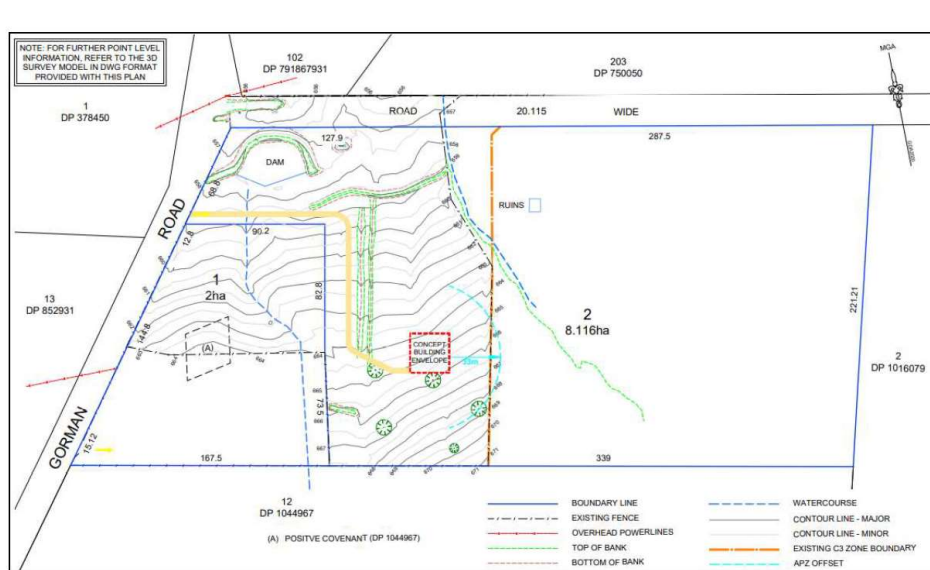 NOTE: FOR FURTHER POINT LEVEL
INFORMATION, REFER TO THE 3D
SURVEY MODEL IN DWG FORMAT
PROVIDED WITH THIS PLAN
102
DP 791867931
203
DP 750050
MGA
1
DP 378450
ROAD
20.115
WIDE
127.9
287.5
DAM
68.8
ROAD
RUINS
12.8
90.2
1
2ha
82.8
221.21
13
DP 852931
2
8.116ha
144.8
(A)
CONCEPT
BUILDING
ENVELOPE
2
DP 1016079
73.5
GORMAN
15.12
167.5
339
12
DP 1044967
(A) POSITVE COVENANT (DP 1044967)
BOUNDARY LINE
EXISTING FENCE
OVERHEAD POWERLINES
TOP OF BANK
BOTTOM OF BANK
WATERCOURSE
CONTOUR LINE - MAJOR
CONTOUR LINE - MINOR
EXISTING C3 ZONE BOUNDARY
APZ OFFSET